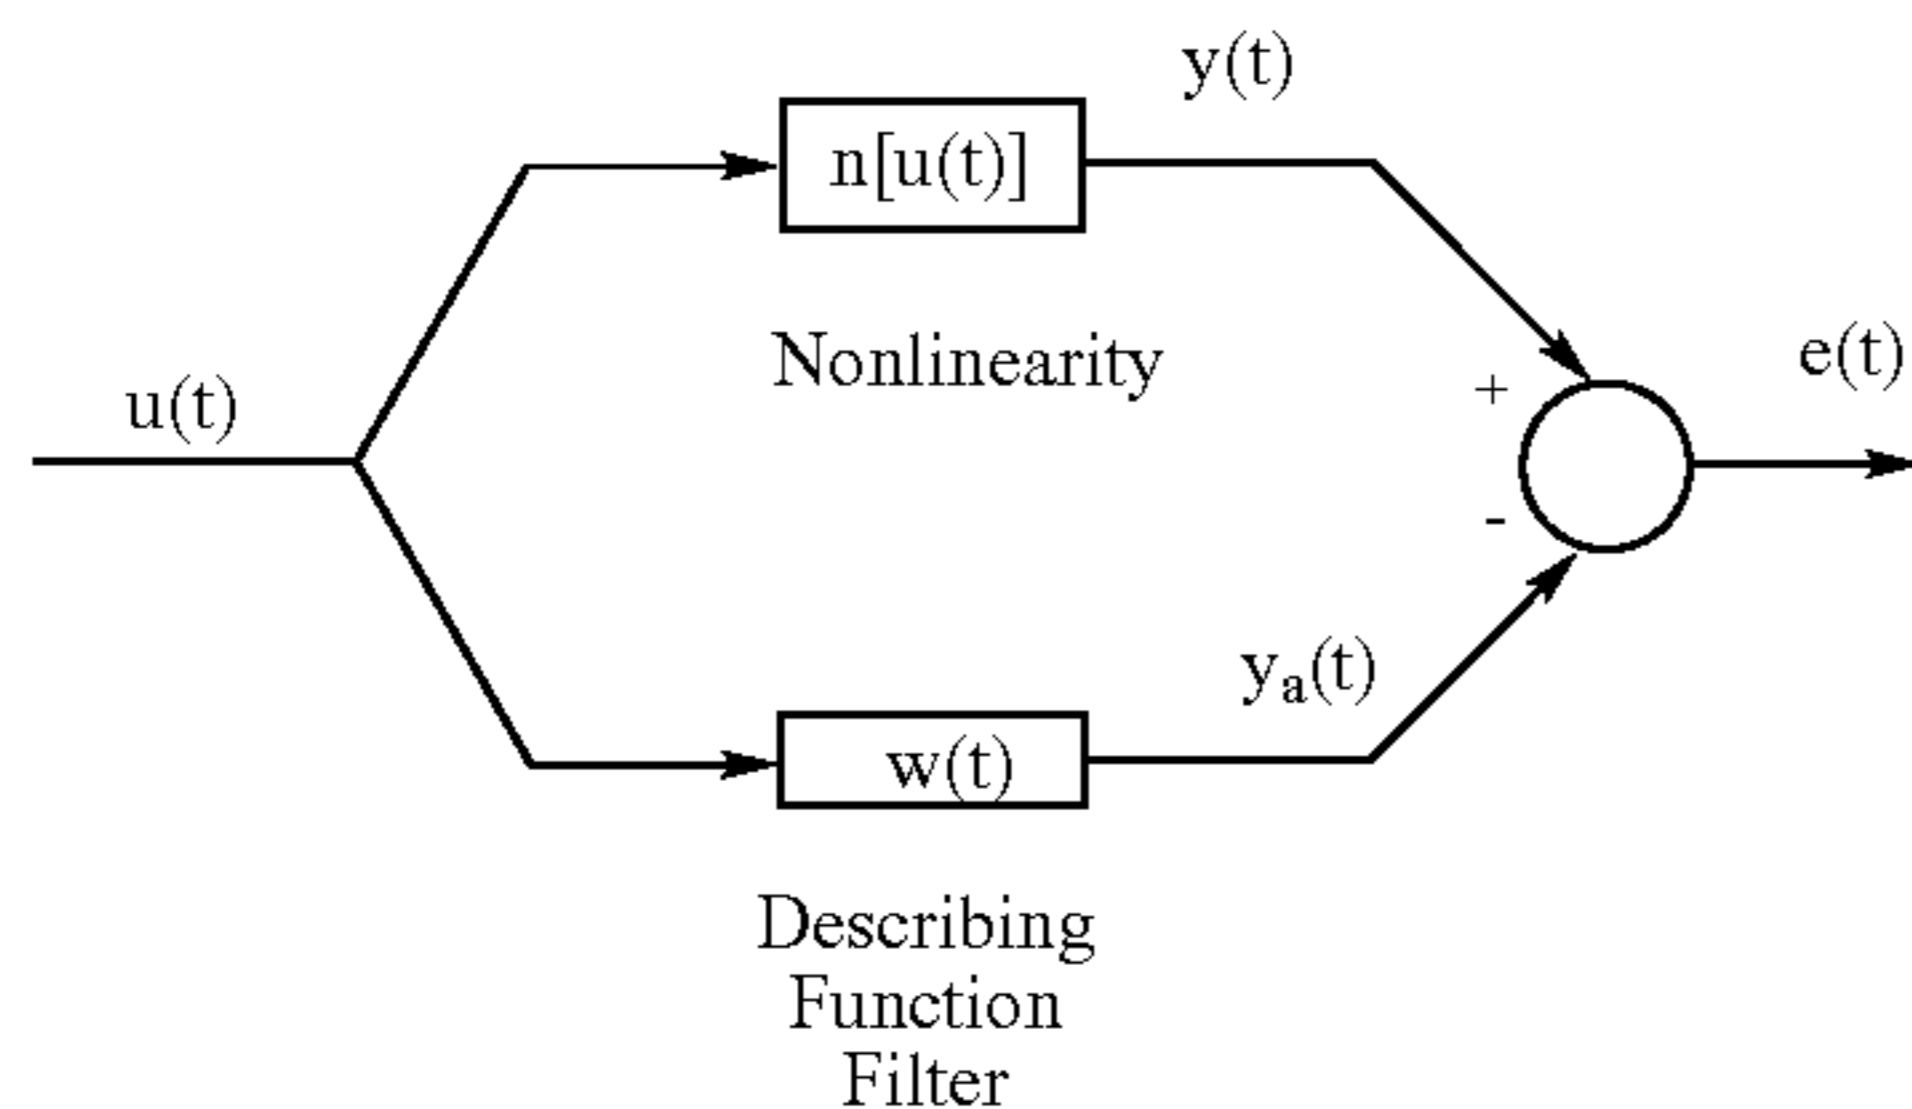 y(t)
n[u(t)]
Nonlinearity
u(t)
+
e(t)
-
yₐ(t)
w(t)
Describing
Function
Filter